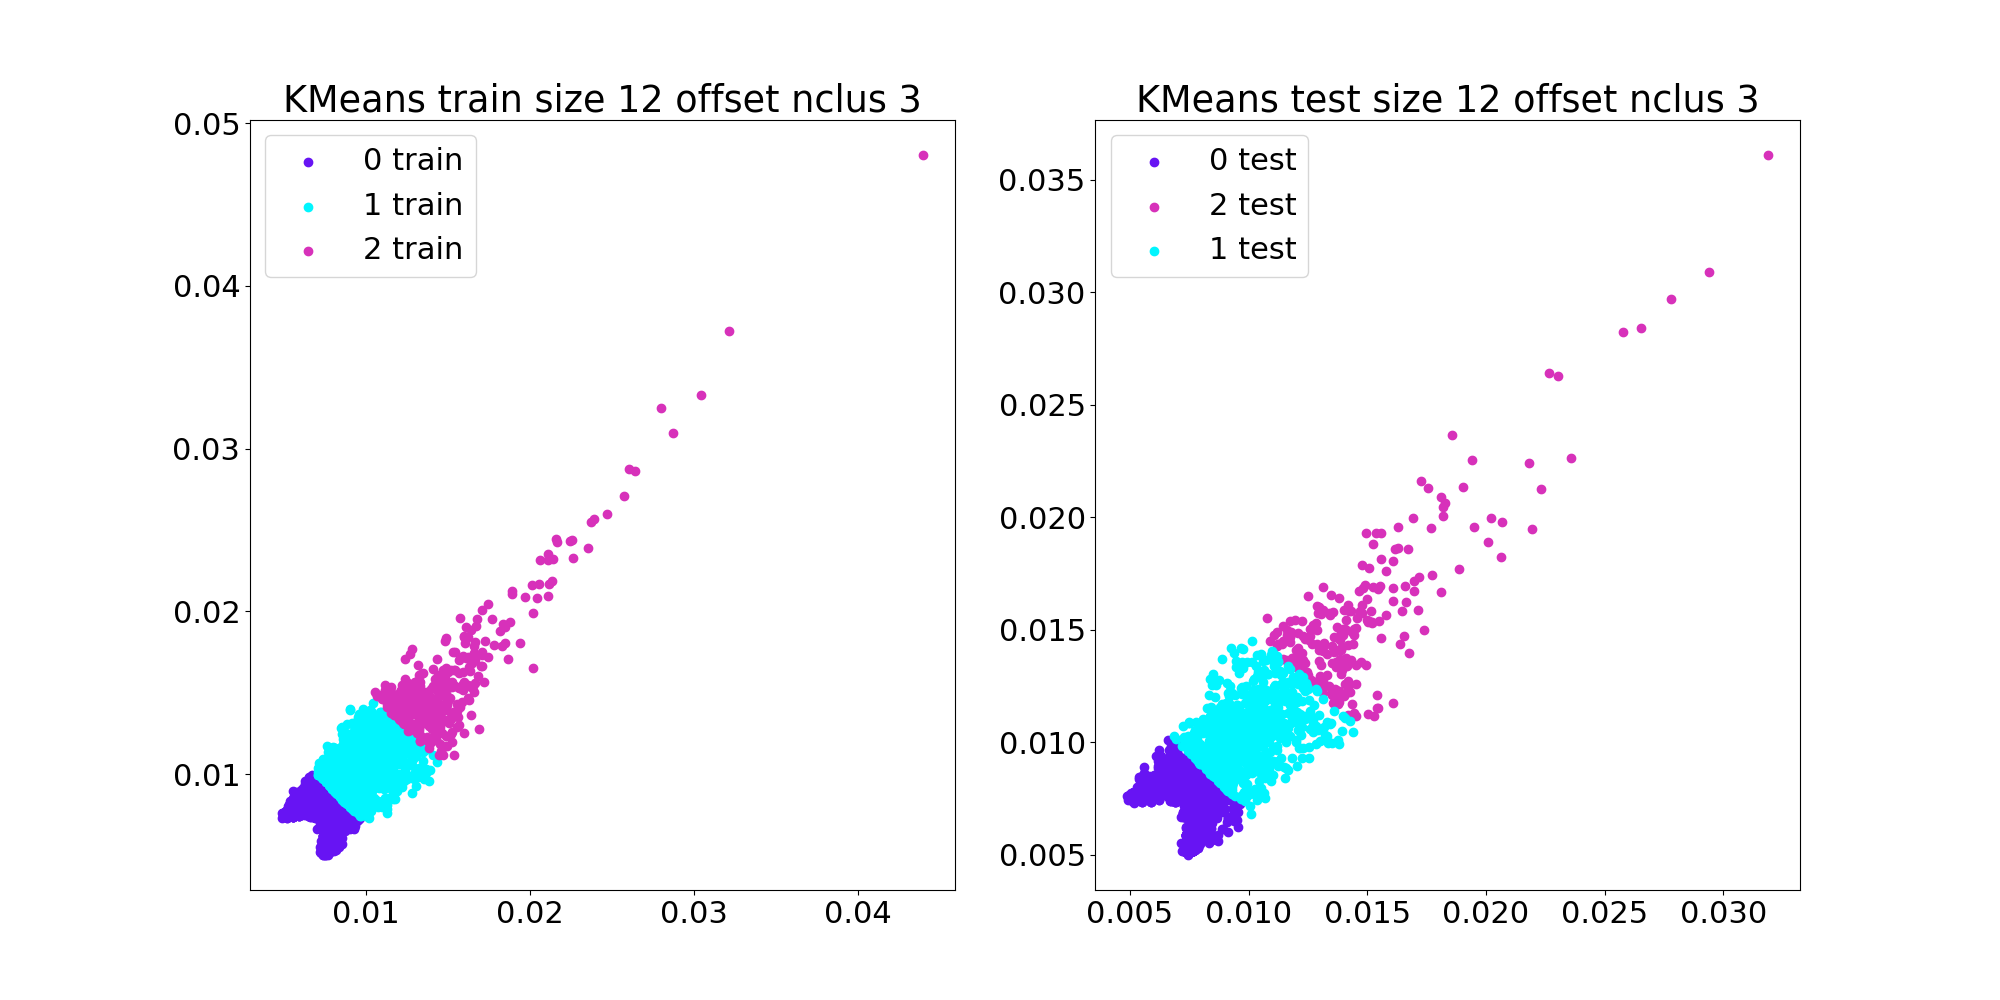 KMeans train size 12 offset nclus 3
0 train
1 train
2 train
0.05
0.04
0.03
0.02
0.01
0.01 0.02 0.03 0.04
KMeans test size 12 offset nclus 3
0 test
2 test
1 test
0.035
0.030
0.025
0.020
0.015
0.010
0.005
0.005 0.010 0.015 0.020 0.025 0.030